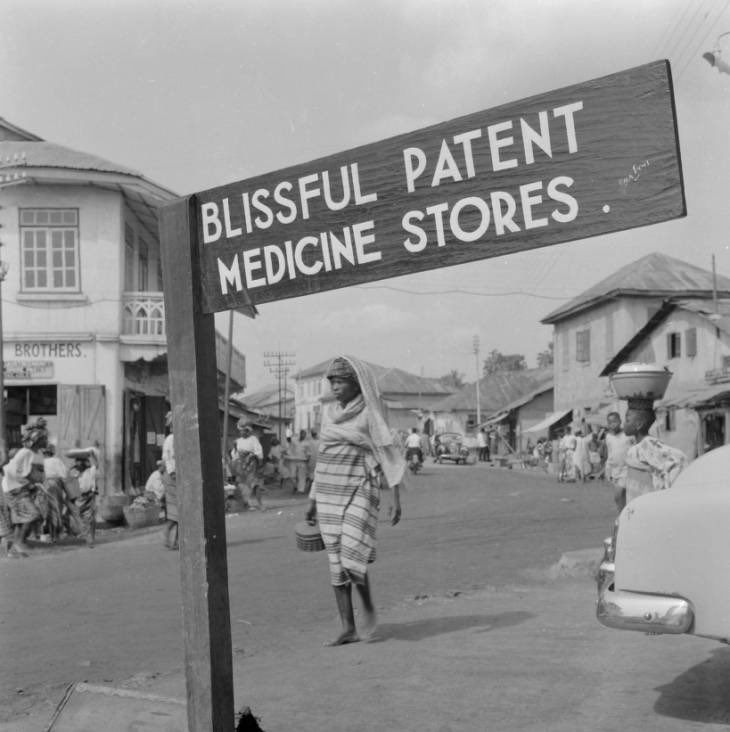 BLISSFUL PATENT
MEDICINE STORES.
BROTHERS.